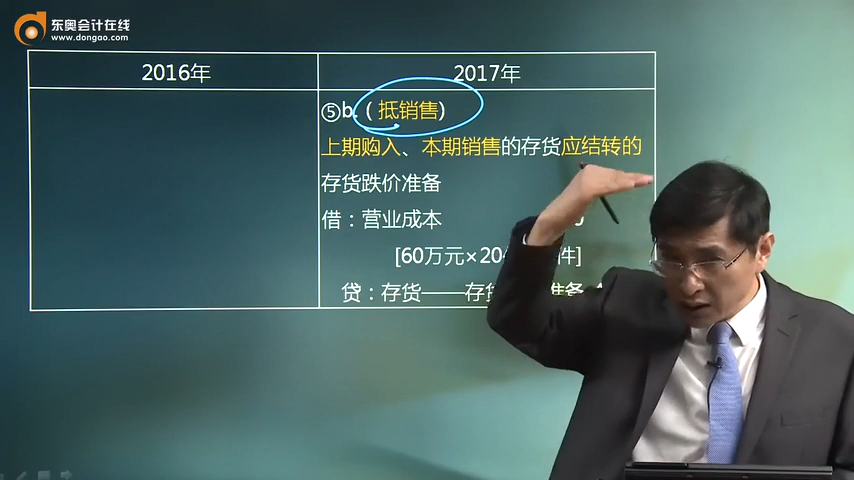 东奥会计在线
www.dongao.com
2016年
2017年
⑤b.(抵销售)
上期购入、本期销售的存货应结转的
存货跌价准备
借：营业成本
[60万元×20 件]
贷：存货——存 准备